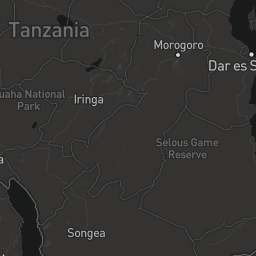 Tanzania
Morogoro
Dar es S
uaha National
Park
Iringa
Selous Game
Reserve
a
Songea